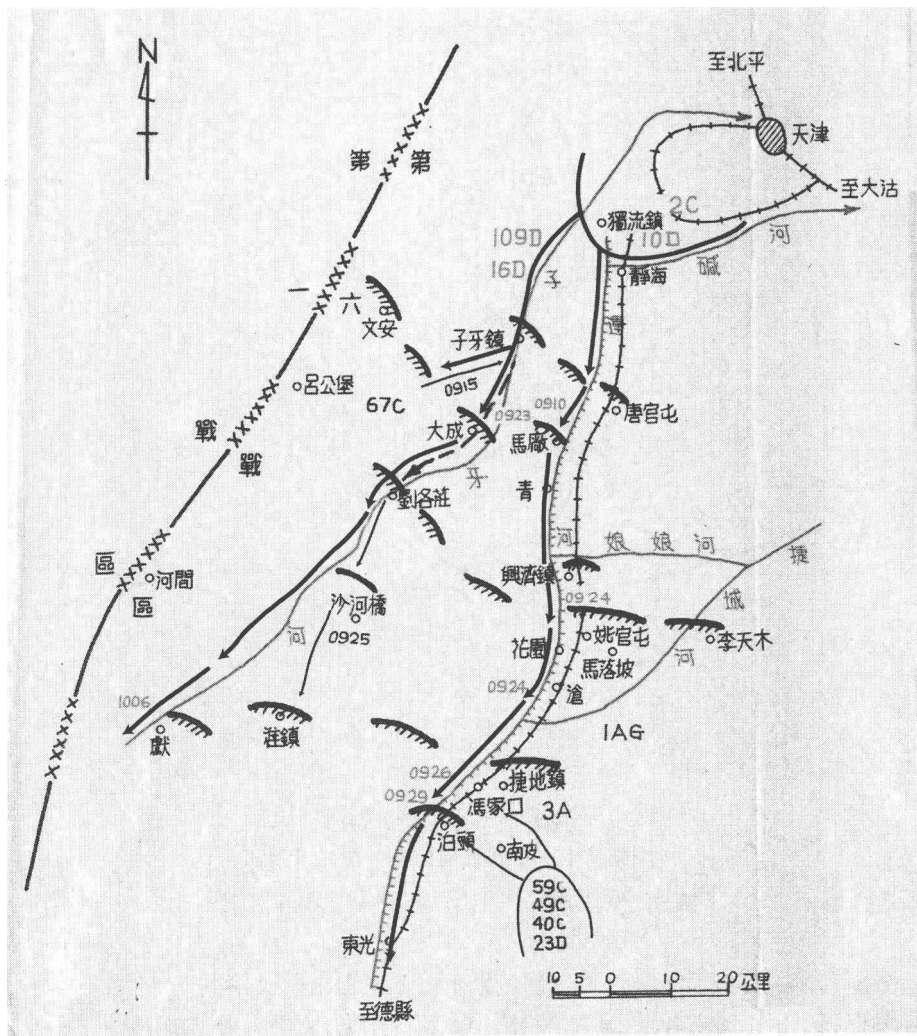 N
至北平
天津
至大沽
第 第
一 六
戰 戰
區 區
2C
獨流鎮
109D
10D
16D
子
鹹 河
靜海
文安
子牙鎮
0915
呂公堡
67C
0923
0910
唐官屯
大成
馬廠
牙
劉各莊
青
河 娘 娘 河
捷
興濟鎮
0924
城
河間
河
沙河橋
0925
姚官屯
李天木
花園
馬落坡
河
0924
滄
1006
獻
淮鎮
1AG
0926
捷地鎮
0929
馮家口
3A
泊頭
南皮
59C
49C
40C
23D
東光
10 5 0 10 20 公里
至德縣